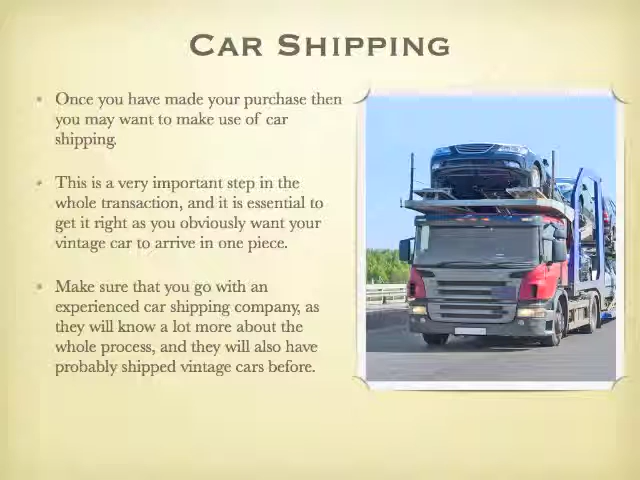 Car Shipping
Once you have made your purchase then
you may want to make use of car
shipping.
This is a very important step in the
whole transaction, and it is essential to
get it right as you obviously want your
vintage car to arrive in one piece.
Make sure that you go with an
experienced car shipping company, as
they will know a lot more about the
whole process, and they will also have
probably shipped vintage cars before.